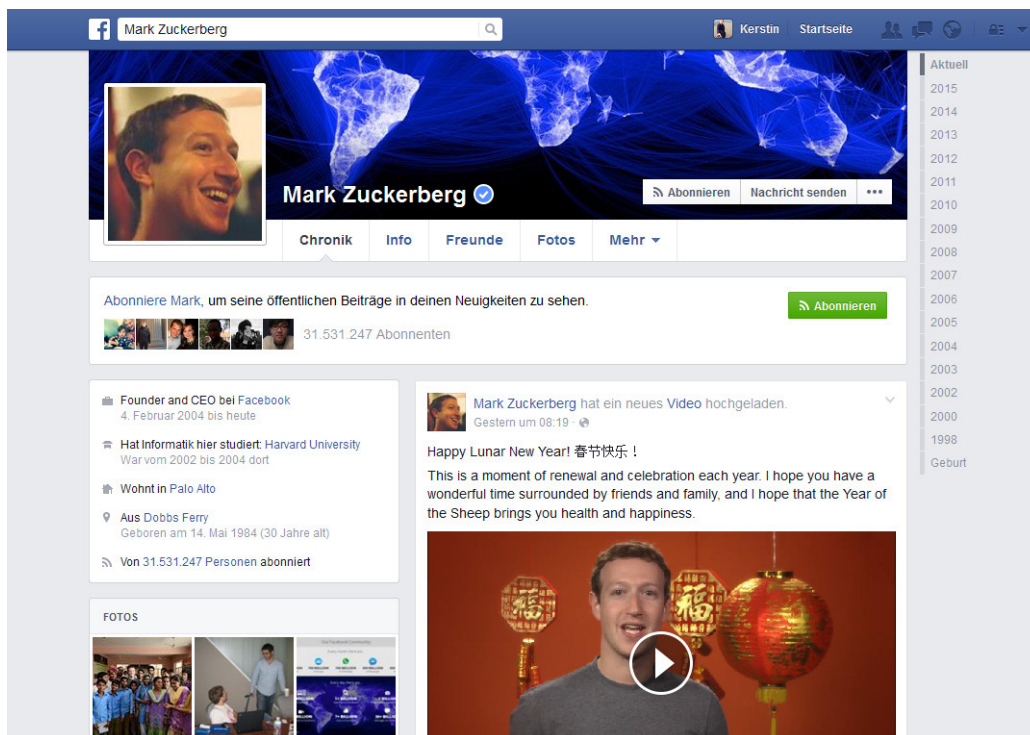 f
Mark Zuckerberg
Kerstin
Startseite
Mark Zuckerberg
Abonnieren
Nachricht senden
Chronik
Info
Freunde
Fotos
Mehr
Aktuell
2015
2014
2013
2012
2011
2010
2009
2008
2007
2006
2005
2004
2003
2002
2000
1998
Geburt
Abonniere Mark, um seine öffentlichen Beiträge in deinen Neuigkeiten zu sehen.
31.531.247 Abonnenten
Abonnieren
Founder and CEO bei Facebook
4. Februar 2004 bis heute
Hat Informatik hier studiert: Harvard University
War vom 2002 bis 2004 dort
Wohnt in Palo Alto
Aus Dobbs Ferry
Geboren am 14. Mai 1984 (30 Jahre alt)
Von 31.531.247 Personen abonniert
FOTOS
Mark Zuckerberg hat ein neues Video hochgeladen.
Gestern um 08:19 ·
Happy Lunar New Year! 春节快乐！
This is a moment of renewal and celebration each year. I hope you have a
wonderful time surrounded by friends and family, and I hope that the Year of
the Sheep brings you health and happiness.
福
福